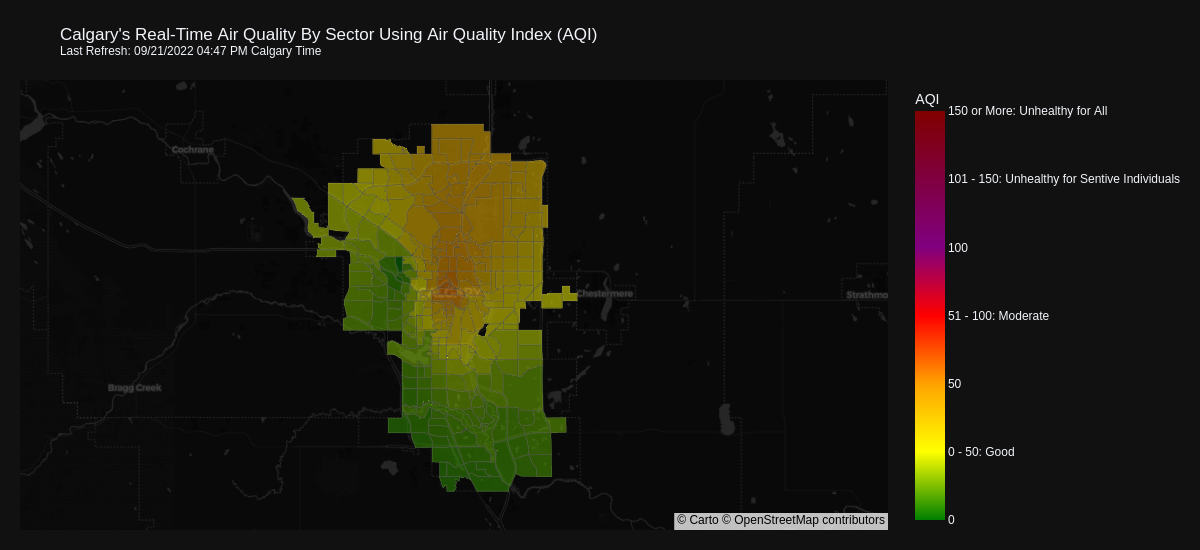 Calgary's Real-Time Air Quality By Sector Using Air Quality Index (AQI)
Last Refresh: 09/21/2022 04:47 PM Calgary Time
AQI
150 or More: Unhealthy for All
101 - 150: Unhealthy for Sentive Individuals
100
51 - 100: Moderate
50
0 - 50: Good
0
Cochrane
CALGARY
Chestermere
Strathmo
Bragg Creek
© Carto © OpenStreetMap contributors